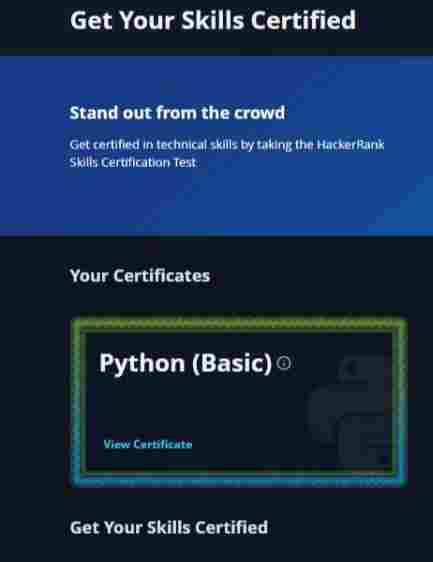 Get Your Skills Certified
Stand out from the crowd
Get certified in technical skills by taking the HackerRank
Skills Certification Test
Your Certificates
Python (Basic)
View Certificate
Get Your Skills Certified